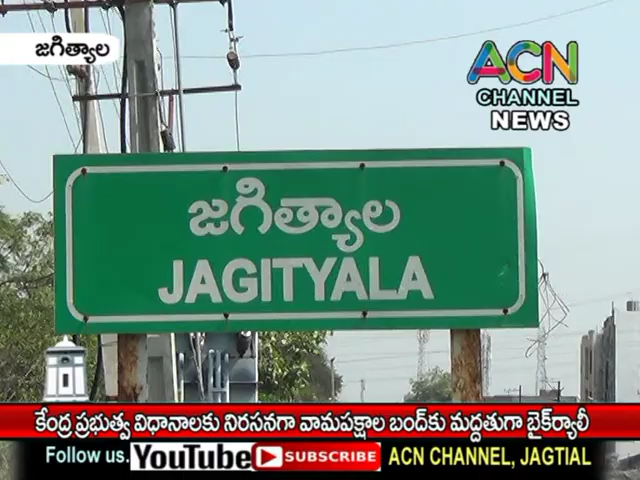 జగిత్యాల
ACN
CHANNEL
NEWS
జగిత్యాల
JAGITYALA
కేంద్ర ప్రభుత్వ విధానాలకు నిరసనగా వామపక్షాల బంద్‌కు మద్దతుగా బైక్‌ర్యాలీ
Follow us. YouTube SUBSCRIBE ACN CHANNEL, JAGTIAL